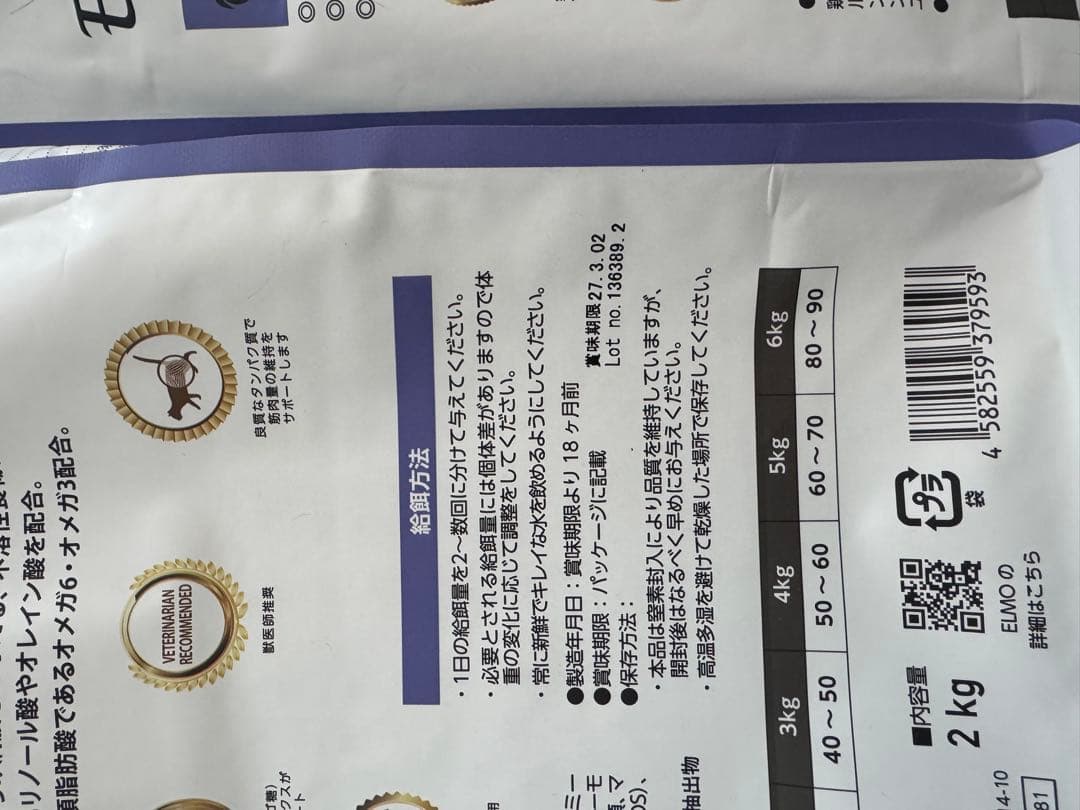 リノール酸やオレイン酸を配合。
脂肪酸であるオメガ6・オメガ3配合。
VETERINARIAN
RECOMMENDED
獣医師推奨
良質なタンパク質で
筋肉量の維持を
サポートします
給餌方法
・1日の給餌量を2～数回に分けて与えてください。
・必要とされる給餌量には個体差がありますので体
重の変化に応じて調整をしてください。
・常に新鮮でキレイな水を飲めるようにしてください。
●製造年月日：賞味期限より18ヶ月前
●賞味期限：パッケージに記載
賞味期限27.3.02
Lot no.136389.2
●保存方法：
・本品は窒素封入により品質を維持していますが、
開封後はなるべく早めにお与えください。
・高温多湿を避けて乾燥した場所で保存してください。
3kg 4kg 5kg 6kg
40～50 50～60 60～70 80～90
■内容量
2 kg
ELMOの
詳細はこちら
プラ
袋
4 582559 379593
抽出物